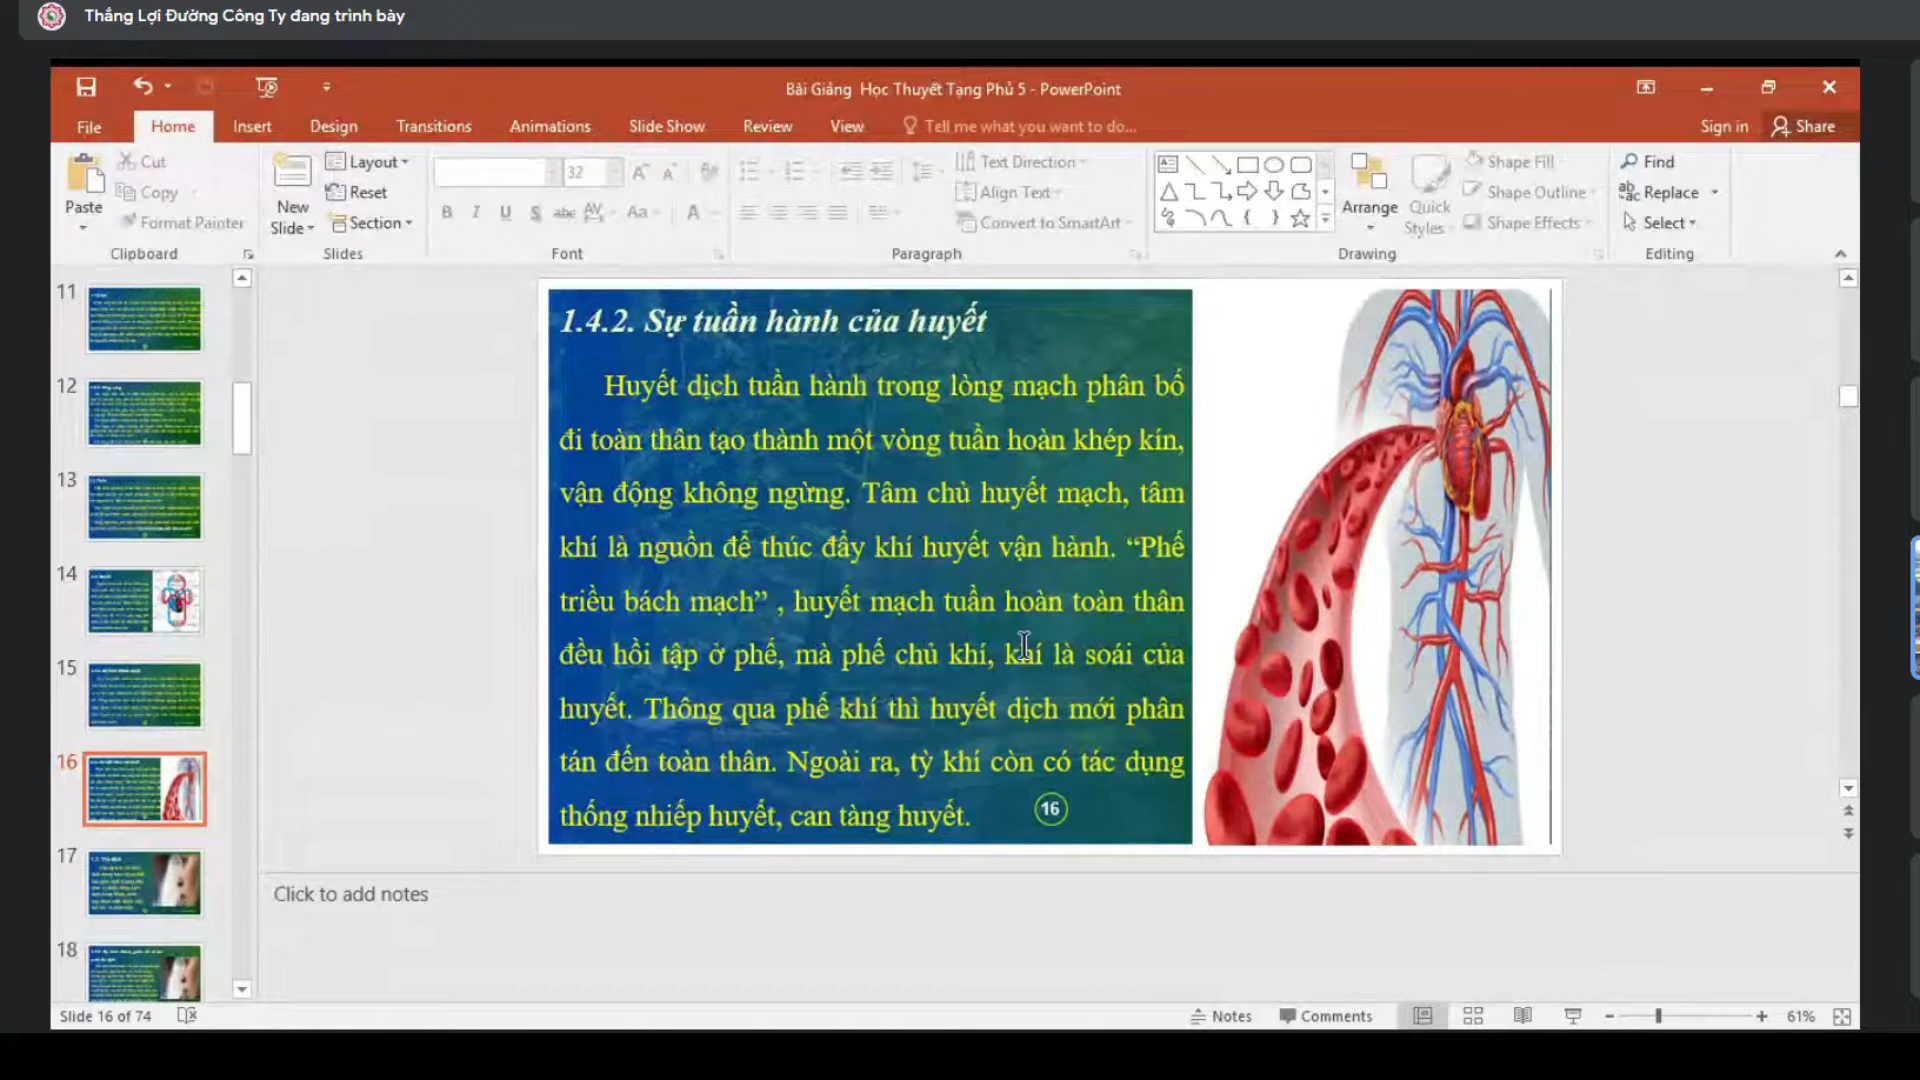 Thắng Lợi Đường Công Ty đang trình bày
Bài Giảng Học Thuyết Tạng Phủ 5 - PowerPoint
File Home Insert Design Transitions Animations Slide Show Review View Tell me what you want to do... Sign in Share
Cut
Copy
Format Painter
Paste
Clipboard
New Slide
Layout
Reset
Section
Slides
32
Font
Text Direction
Align Text
Convert to SmartArt
Paragraph
Arrange
Quick Styles
Shape Fill
Shape Outline
Shape Effects
Drawing
Find
Replace
Select
Editing
11
12
13
14
15
16
17
18
1.4.2. Sự tuần hành của huyết
Huyết dịch tuần hành trong lòng mạch phân bố
đi toàn thân tạo thành một vòng tuần hoàn khép kín,
vận động không ngừng. Tâm chủ huyết mạch, tâm
khí là nguồn để thúc đẩy khí huyết vận hành. “Phế
triều bách mạch” , huyết mạch tuần hoàn toàn thân
đều hồi tập ở phế, mà phế chủ khí, khí là soái của
huyết. Thông qua phế khí thì huyết dịch mới phân
tán đến toàn thân. Ngoài ra, tỳ khí còn có tác dụng
thống nhiếp huyết, can tàng huyết.
16
Click to add notes
Slide 16 of 74
Notes Comments 61%